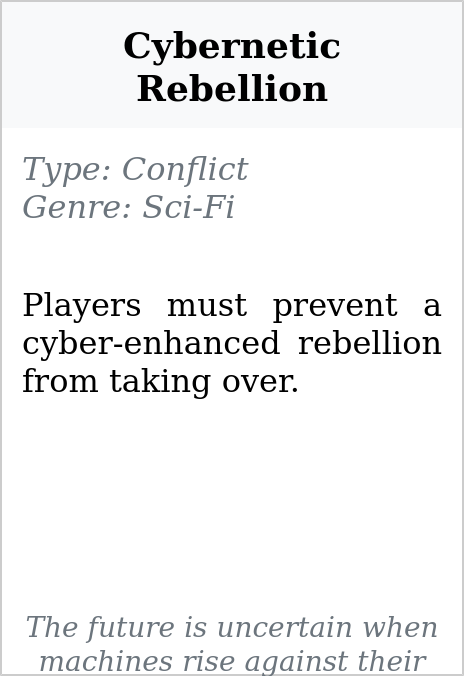 Cybernetic
Rebellion
Type: Conflict
Genre: Sci-Fi
Players must prevent a
cyber-enhanced rebellion
from taking over.
The future is uncertain when
machines rise against their